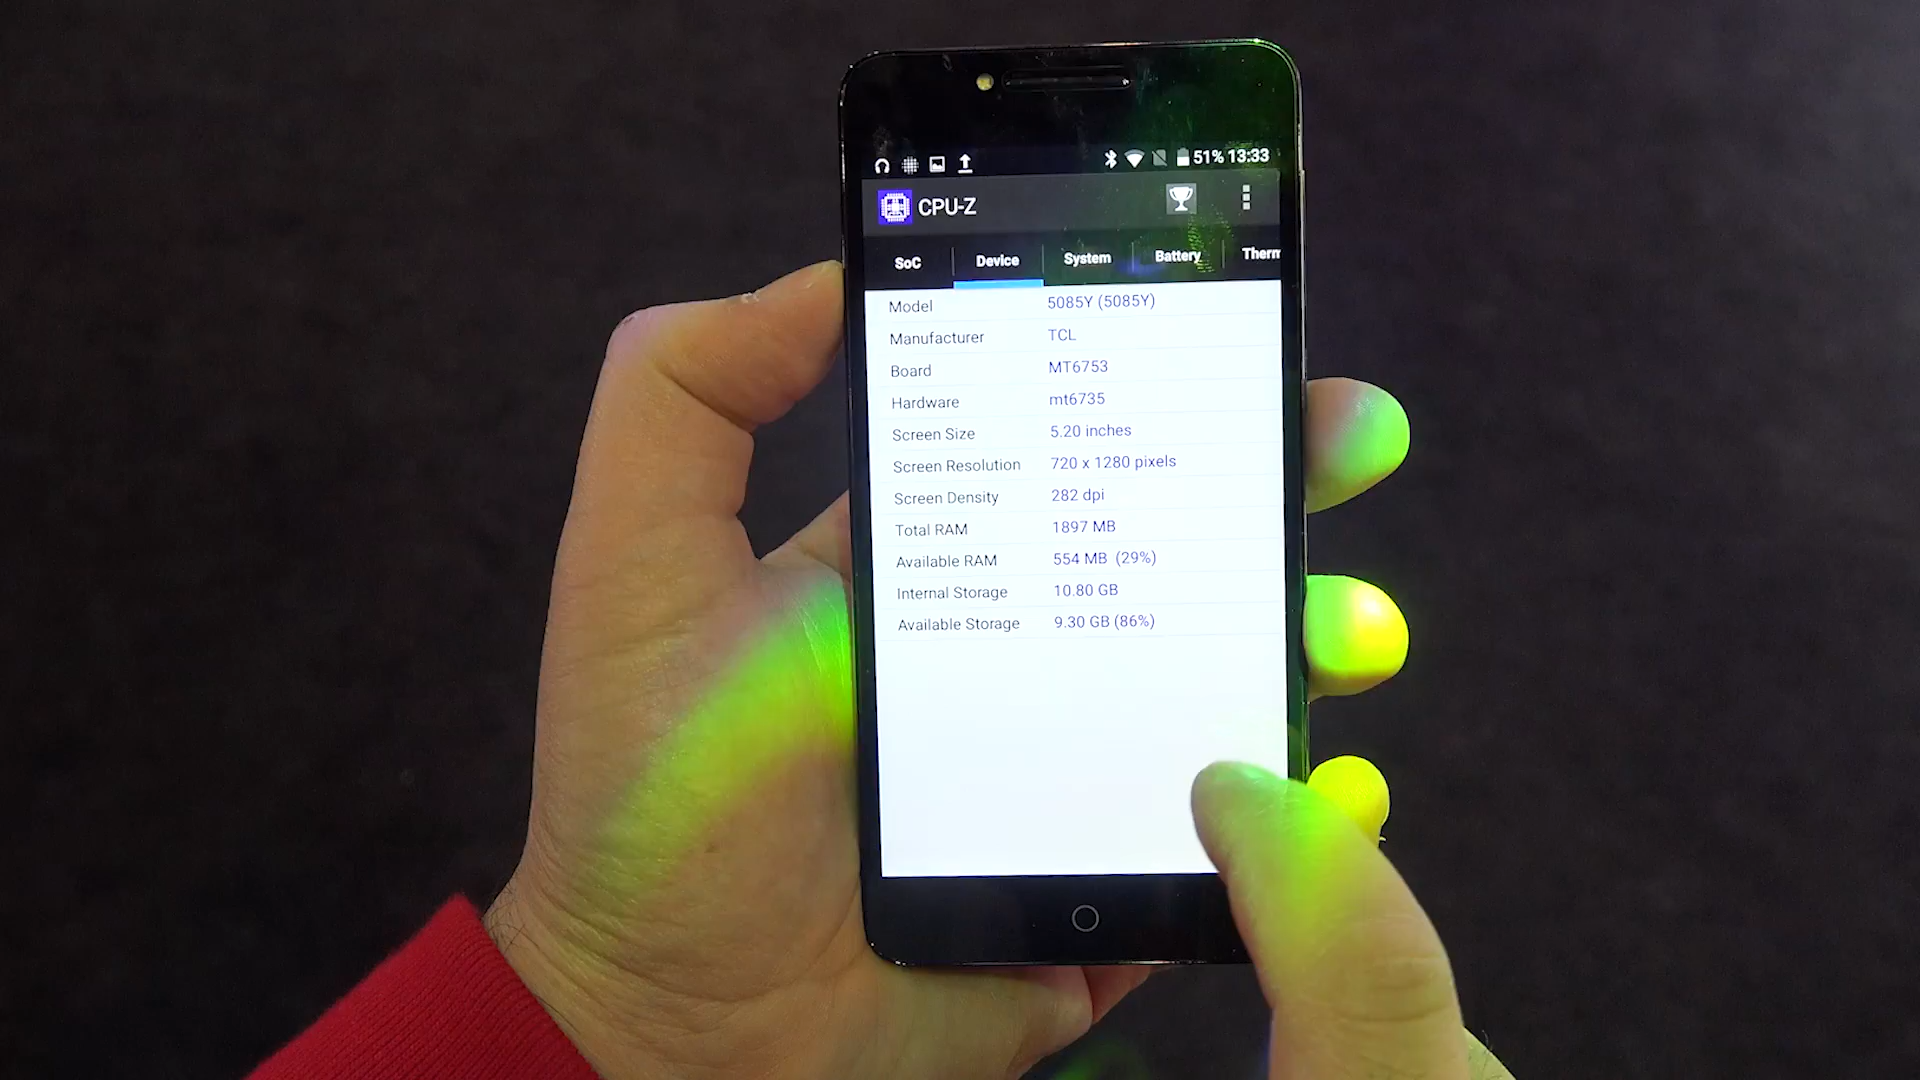 51% 13:33
CPU-Z
SoC Device System Battery Therm
Model 5085Y (5085Y)
Manufacturer TCL
Board MT6753
Hardware mt6735
Screen Size 5.20 inches
Screen Resolution 720 x 1280 pixels
Screen Density 282 dpi
Total RAM 1897 MB
Available RAM 554 MB (29%)
Internal Storage 10.80 GB
Available Storage 9.30 GB (86%)